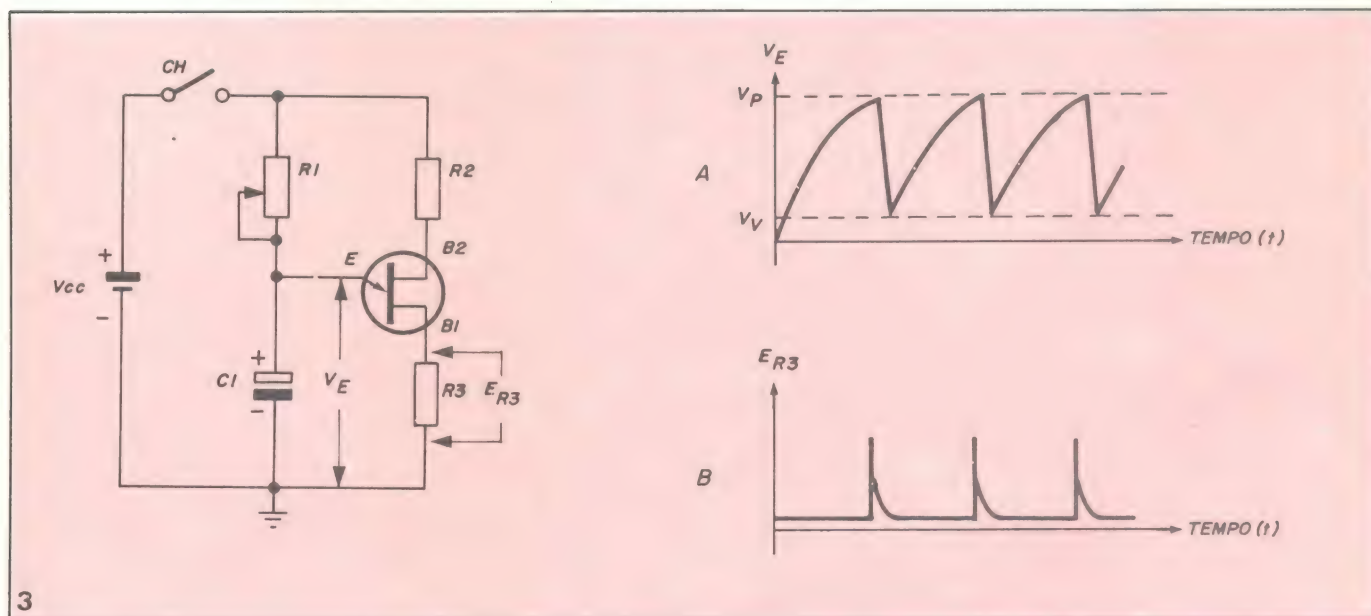 CH
R1
R2
B2
E
B1
Vcc
+
-
+
C1
-
VE
R3
ER3
VE
VP
A
VV
TEMPO (t)
ER3
B
TEMPO (t)
3